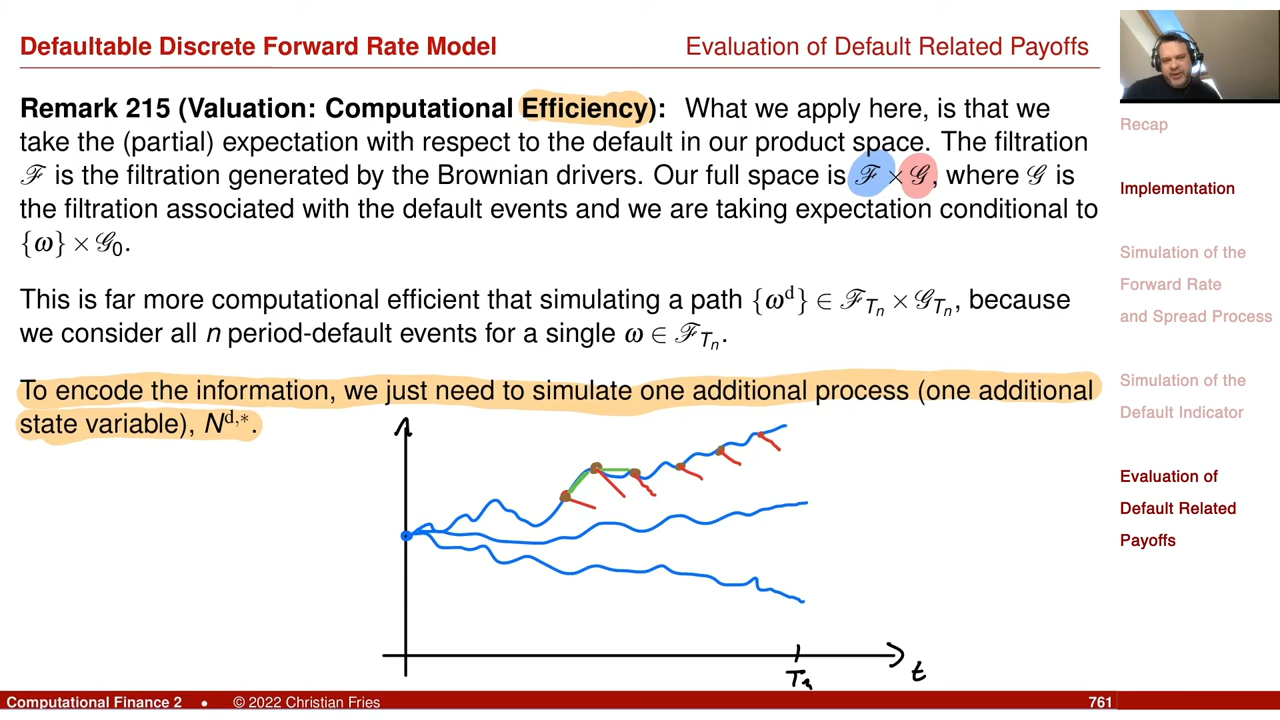 Defaultable Discrete Forward Rate Model
Evaluation of Default Related Payoffs
Remark 215 (Valuation: Computational Efficiency): What we apply here, is that we
take the (partial) expectation with respect to the default in our product space. The filtration
ℱ is the filtration generated by the Brownian drivers. Our full space is ℱ × 𝒢, where 𝒢 is
the filtration associated with the default events and we are taking expectation conditional to
{ω} × 𝒢₀.
This is far more computational efficient that simulating a path {ωᵈ} ∈ ℱ_{Tₙ} × 𝒢_{Tₙ}, because
we consider all n period-default events for a single ω ∈ ℱ_{Tₙ}.
To encode the information, we just need to simulate one additional process (one additional
state variable), N^{d,*}.
Tₙ
t
Recap
Implementation
Simulation of the
Forward Rate
and Spread Process
Simulation of the
Default Indicator
Evaluation of
Default Related
Payoffs
Computational Finance 2 • © 2022 Christian Fries
761